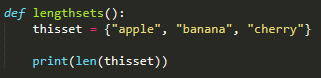 def lengthsets():
    thisset = {"apple", "banana", "cherry"}
    print(len(thisset))